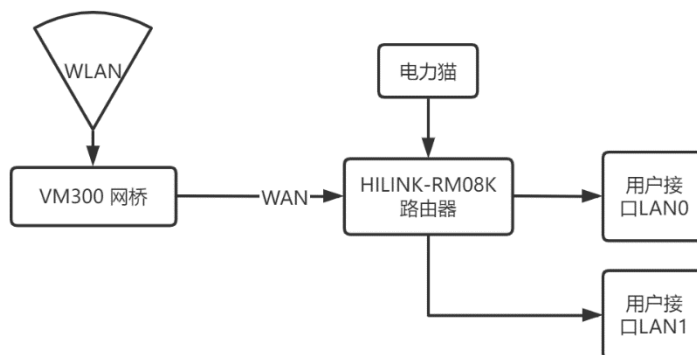 WLAN
电力猫
VM300 网桥
WAN
HILINK-RM08K
路由器
用户接
口LAN0
用户接
口LAN1